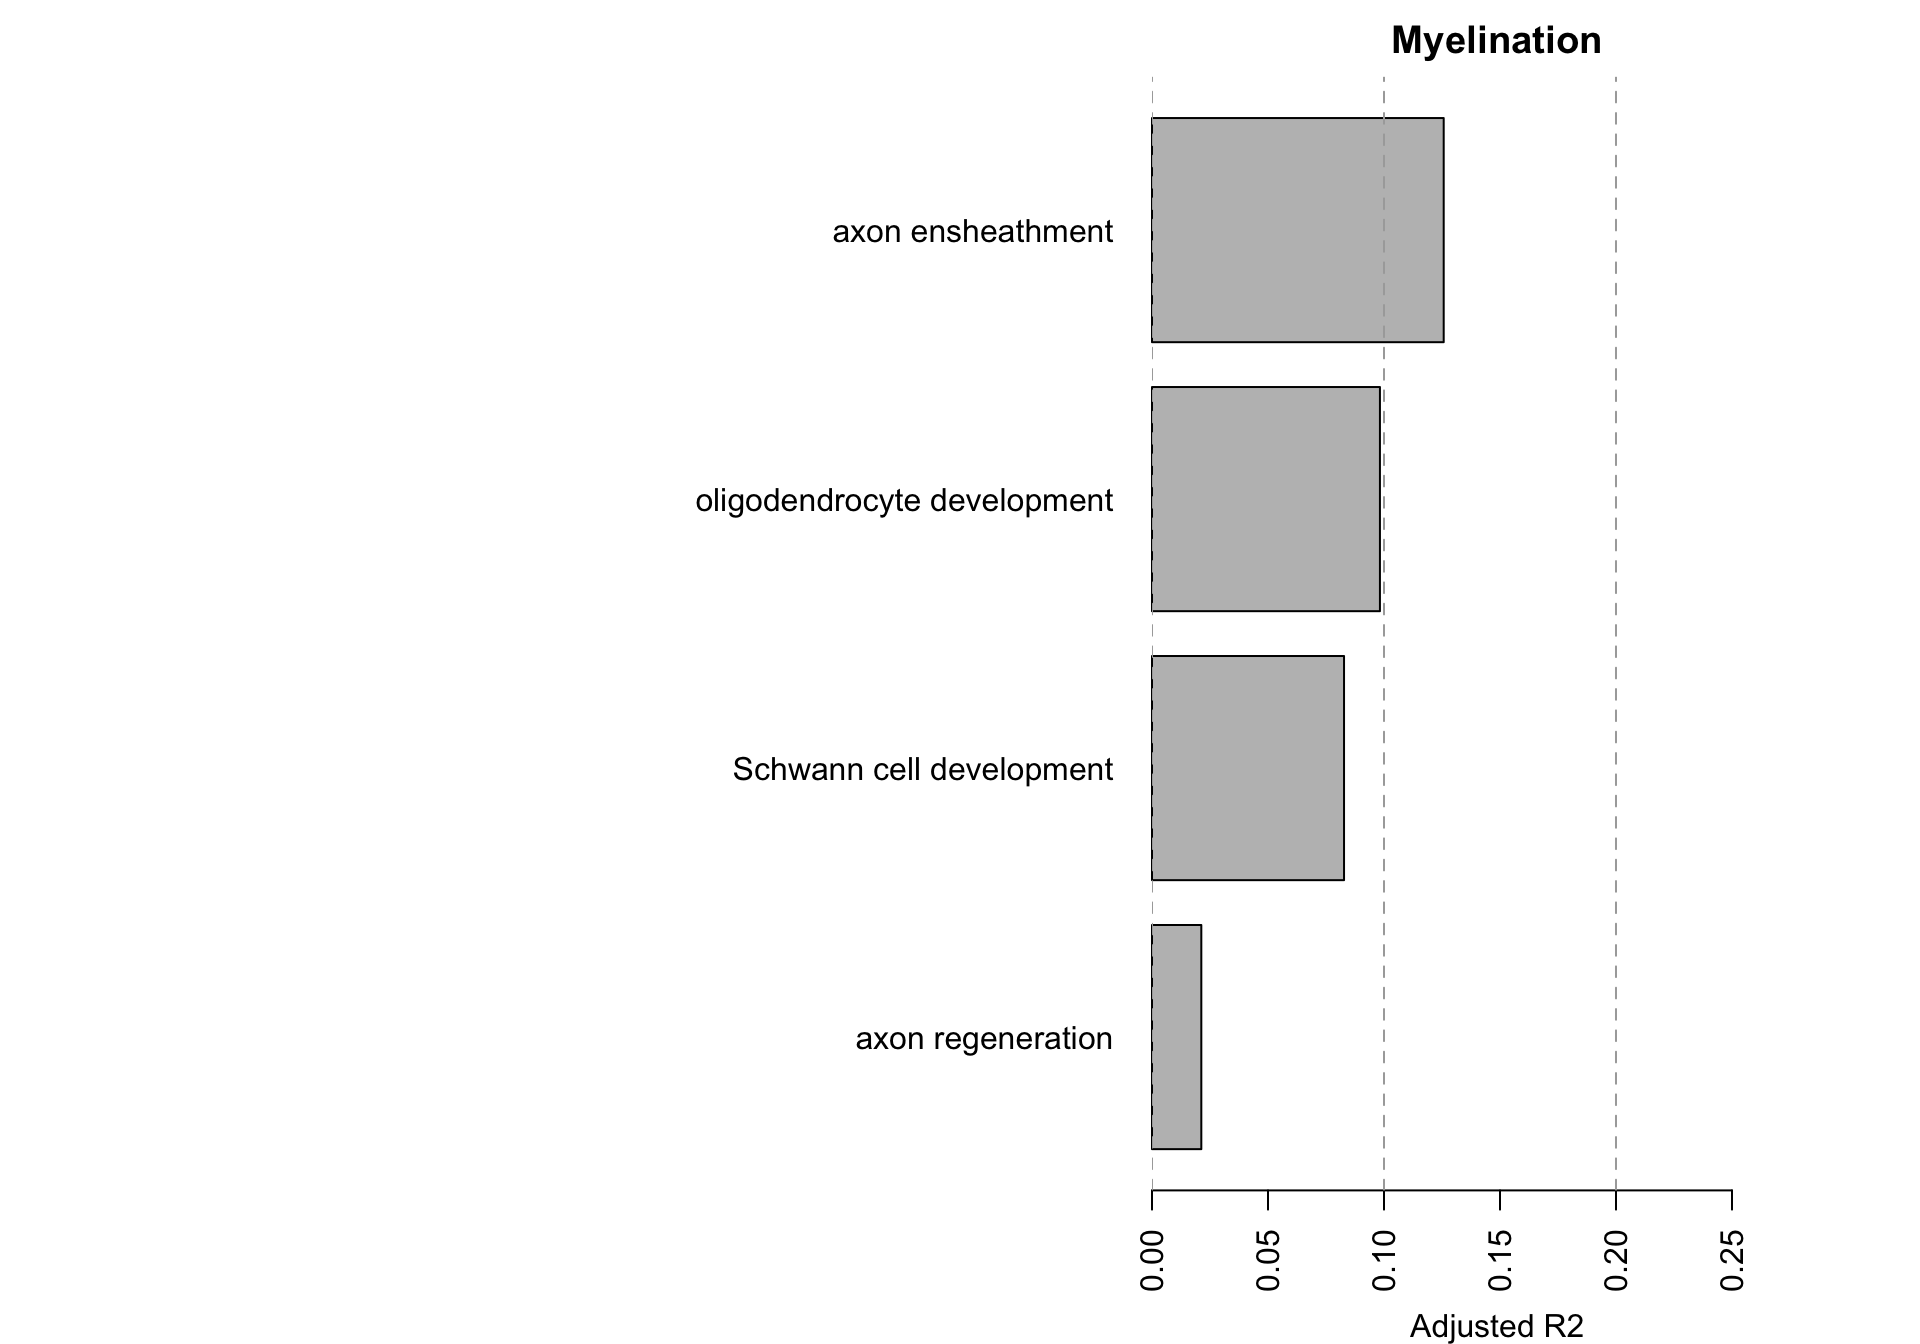 Myelination
axon ensheathment
oligodendrocyte development
Schwann cell development
axon regeneration
0.00
0.05
0.10
0.15
0.20
0.25
Adjusted R2